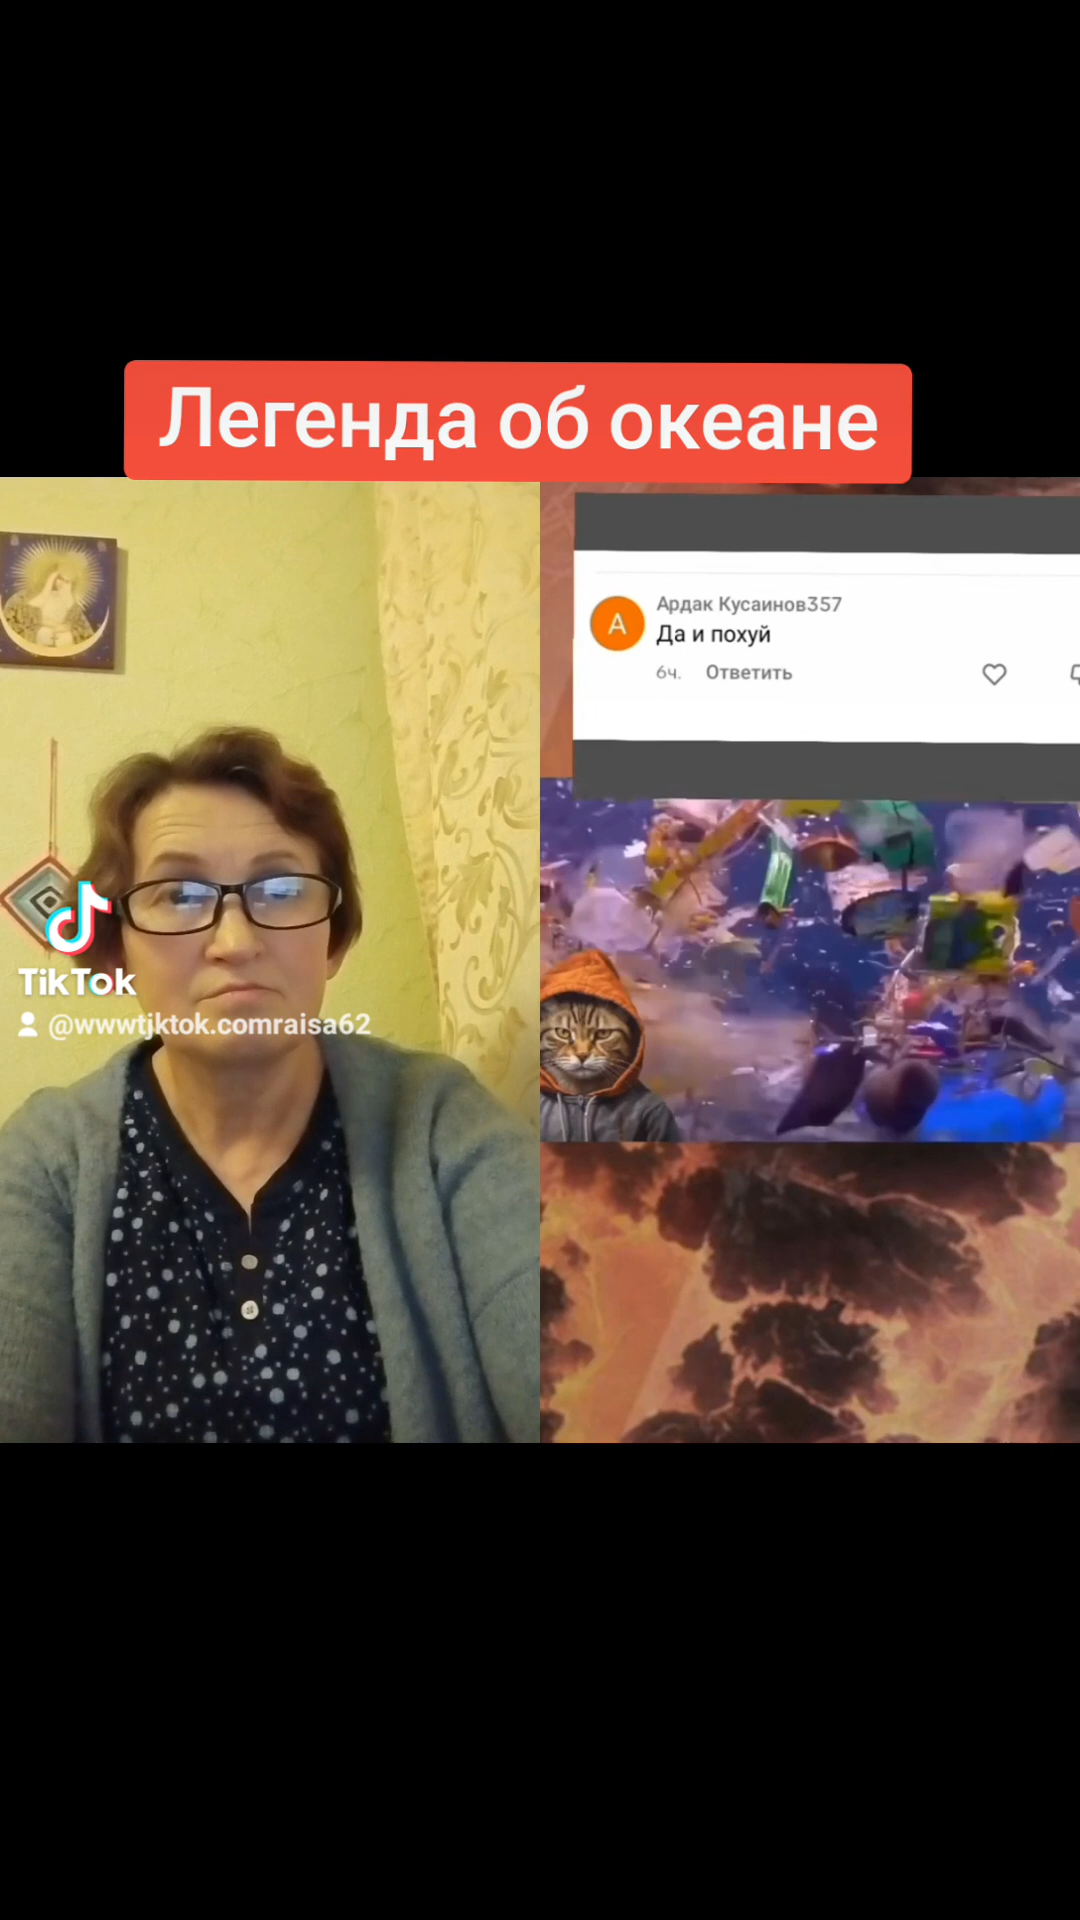 Легенда об океане
Ардак Кусаинов357
А
Да и похуй
6ч. Ответить
TikTok
@wwwtjktok.comraisa62